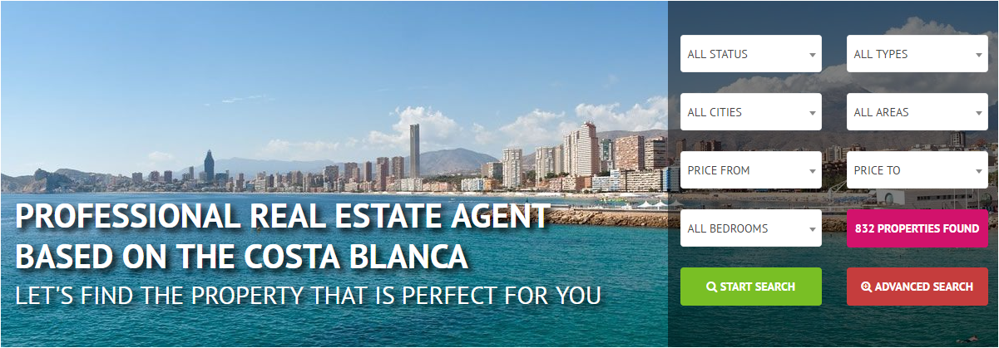 PROFESSIONAL REAL ESTATE AGENT
BASED ON THE COSTA BLANCA
LET'S FIND THE PROPERTY THAT IS PERFECT FOR YOU
ALL STATUS
ALL TYPES
ALL CITIES
ALL AREAS
PRICE FROM
PRICE TO
ALL BEDROOMS
832 PROPERTIES FOUND
START SEARCH
ADVANCED SEARCH